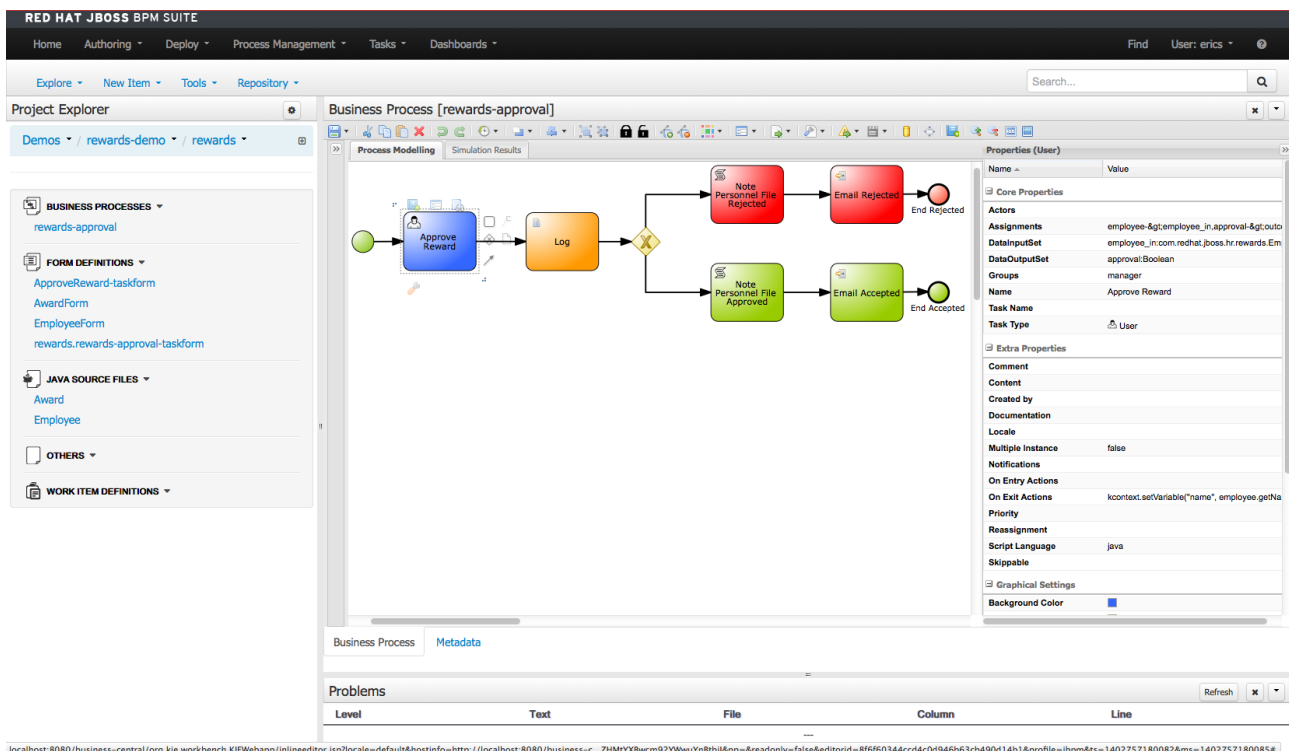 RED HAT JBOSS BPM SUITE
Home Authoring Deploy Process Management Tasks Dashboards Find User: erics
Explore New Item Tools Repository Search...
Project Explorer
Demos / rewards-demo / rewards
BUSINESS PROCESSES
rewards-approval
FORM DEFINITIONS
ApproveReward-taskform
AwardForm
EmployeeForm
rewards.rewards-approval-taskform
JAVA SOURCE FILES
Award
Employee
OTHERS
WORK ITEM DEFINITIONS
Business Process [rewards-approval]
Process Modelling Simulation Results
Approve
Reward
Log
Note
Personnel File
Rejected
Email Rejected
End Rejected
Note
Personnel File
Approved
Email Accepted
End Accepted
Properties (User)
Name Value
Core Properties
Actors
Assignments employee-&gt;employee_in,approval-&gt;outc
DataInputSet employee_in:com.redhat.jboss.hr.rewards.Em
DataOutputSet approval:Boolean
Groups manager
Name Approve Reward
Task Name
Task Type User
Extra Properties
Comment
Content
Created by
Documentation
Locale
Multiple Instance false
Notifications
On Entry Actions
On Exit Actions kcontext.setVariable("name", employee.getNa
Priority
Reassignment
Script Language java
Skippable
Graphical Settings
Background Color
Business Process Metadata
Problems Refresh
Level Text File Column Line
---